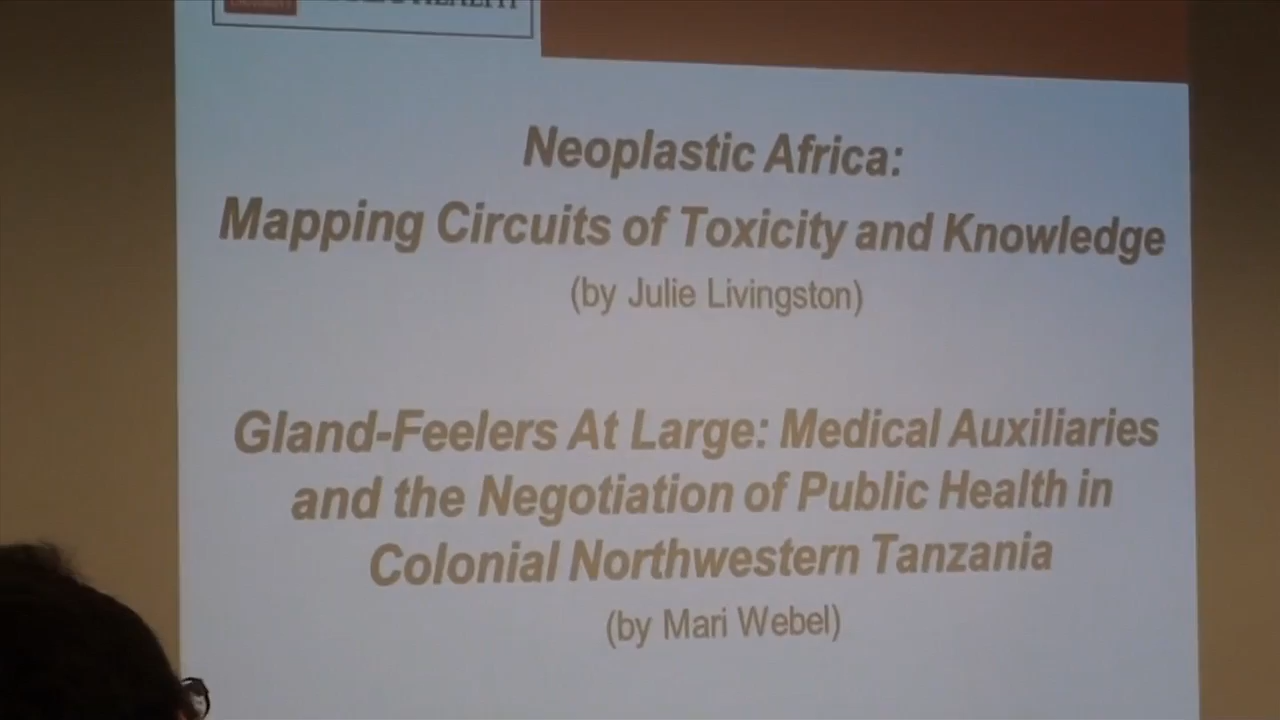 UNIVERSITY
Neoplastic Africa:
Mapping Circuits of Toxicity and Knowledge
(by Julie Livingston)
Gland-Feelers At Large: Medical Auxiliaries
and the Negotiation of Public Health in
Colonial Northwestern Tanzania
(by Mari Webel)